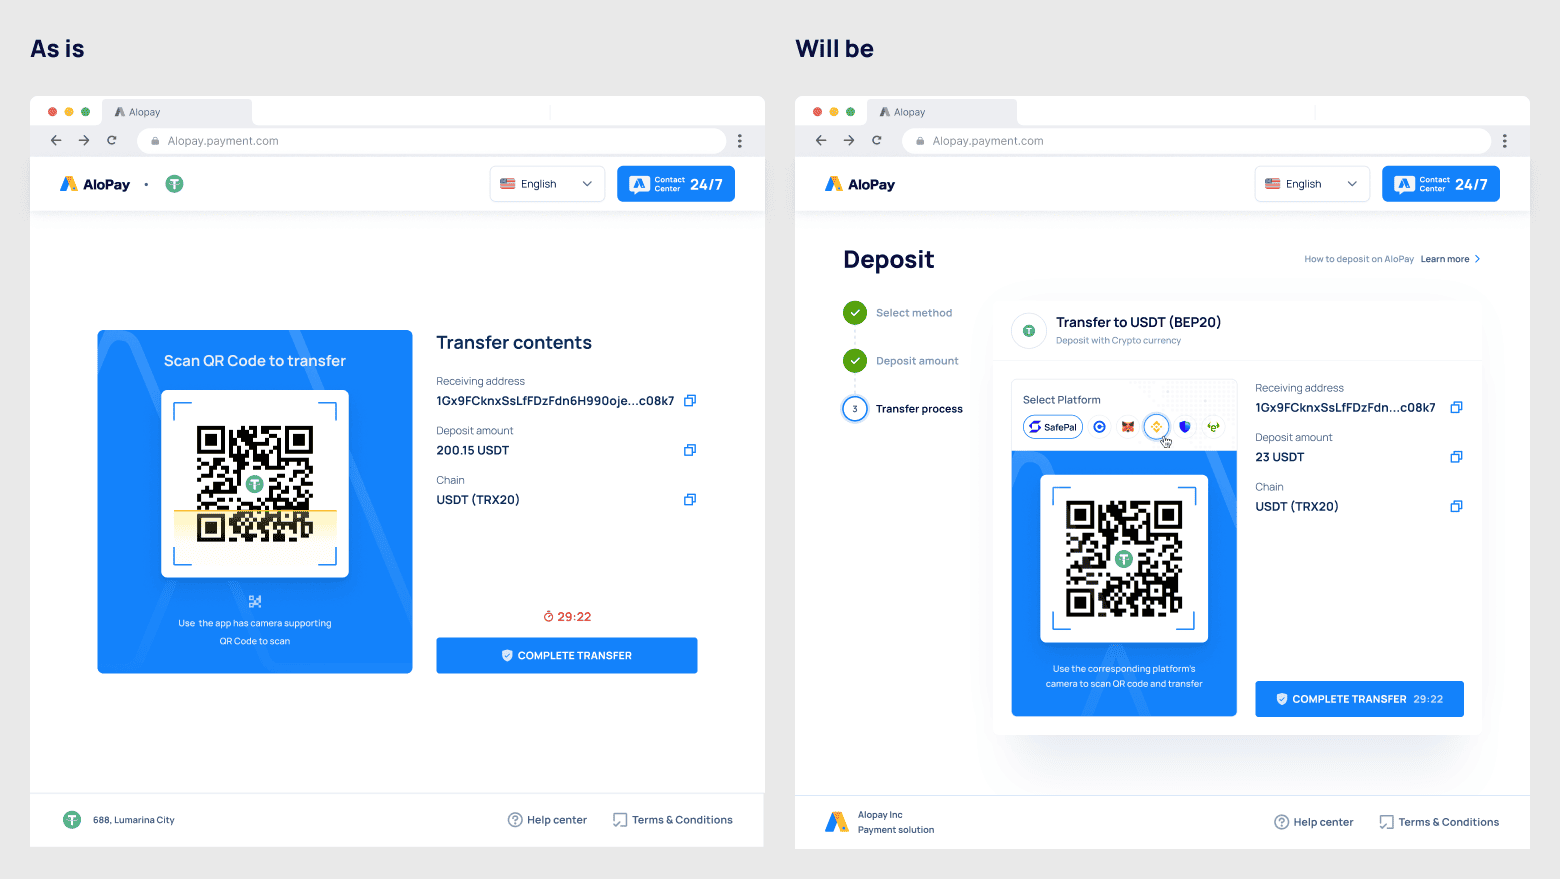 As is
Alopay
Alopay.payment.com
AloPay
English
Contact Center 24/7
Scan QR Code to transfer
Use the app has camera supporting
QR Code to scan
Transfer contents
Receiving address
1Gx9FCknxSsLfFDzFdn6H990oje...c08k7
Deposit amount
200.15 USDT
Chain
USDT (TRX20)
29:22
COMPLETE TRANSFER
688, Lumarina City
Help center
Terms & Conditions
Will be
Alopay
Alopay.payment.com
AloPay
English
Contact Center 24/7
Deposit
How to deposit on AloPay Learn more
Select method
Deposit amount
3 Transfer process
Transfer to USDT (BEP20)
Deposit with Crypto currency
Select Platform
SafePal
Use the corresponding platform's
camera to scan QR code and transfer
Receiving address
1Gx9FCknxSsLfFDzFdn...c08k7
Deposit amount
23 USDT
Chain
USDT (TRX20)
COMPLETE TRANSFER 29:22
Alopay Inc
Payment solution
Help center
Terms & Conditions